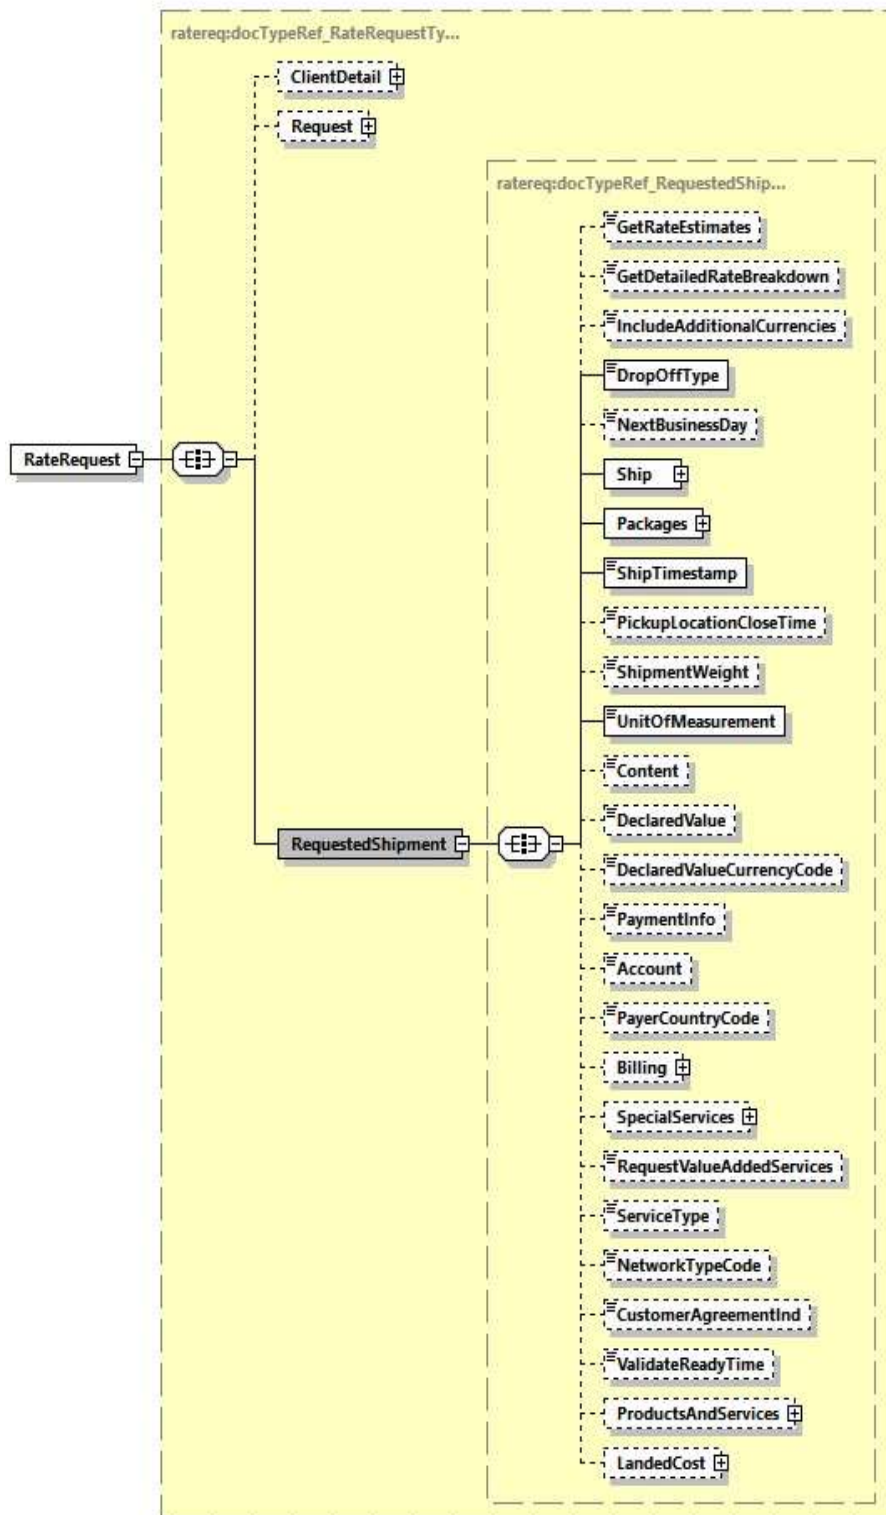 ratereq:docTypeRef_RateRequestTy...
ClientDetail
Request
ratereq:docTypeRef_RequestedShip...
GetRateEstimates
GetDetailedRateBreakdown
IncludeAdditionalCurrencies
DropOffType
NextBusinessDay
RateRequest
Ship
Packages
ShipTimestamp
PickupLocationCloseTime
ShipmentWeight
UnitOfMeasurement
Content
DeclaredValue
RequestedShipment
DeclaredValueCurrencyCode
PaymentInfo
Account
PayerCountryCode
Billing
SpecialServices
RequestValueAddedServices
ServiceType
NetworkTypeCode
CustomerAgreementInd
ValidateReadyTime
ProductsAndServices
LandedCost